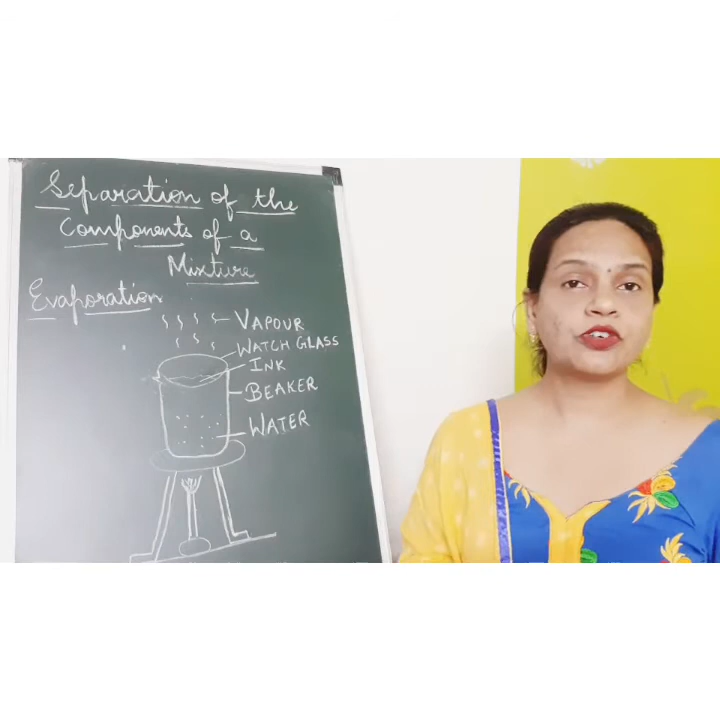 Separation of the
Components of a
Mixture
Evaporation
VAPOUR
WATCH GLASS
INK
BEAKER
WATER